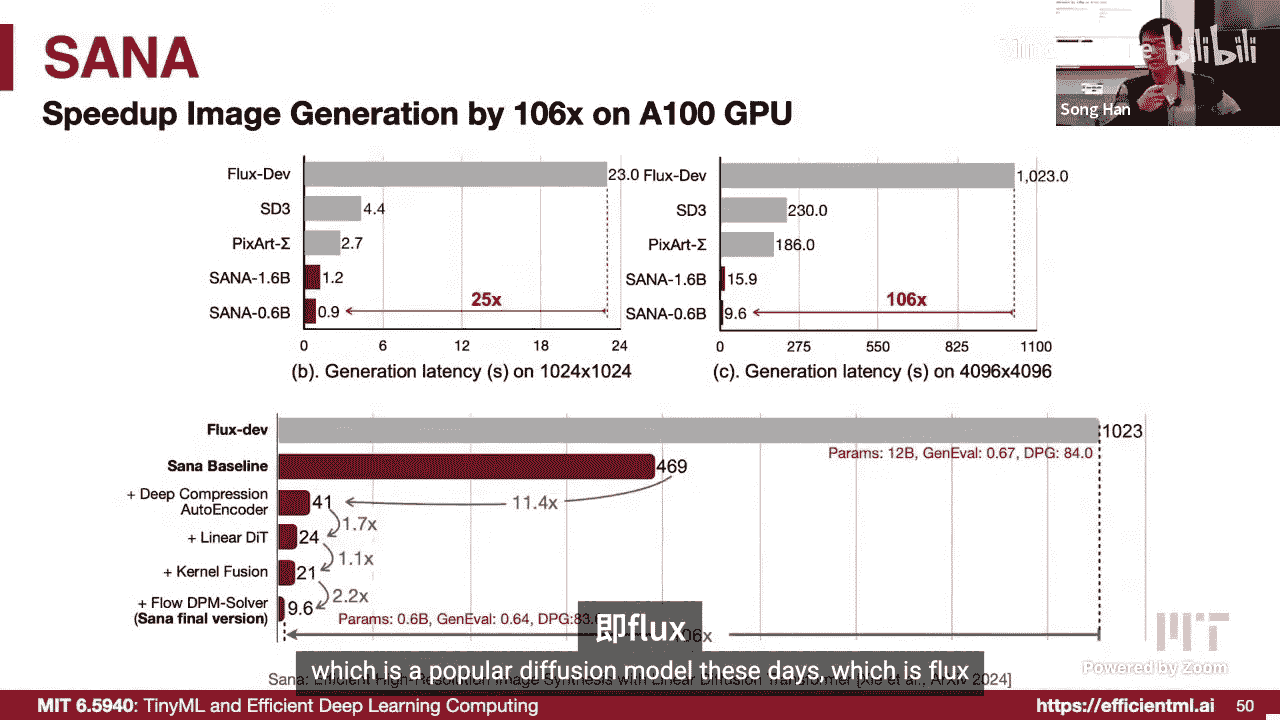 SANA
Speedup Image Generation by 106x on A100 GPU
bilibili
Song Han
Flux-Dev
23.0
SD3
4.4
PixArt-Σ
2.7
SANA-1.6B
1.2
SANA-0.6B
0.9
25x
0 6 12 18 24
(b). Generation latency (s) on 1024x1024
Flux-Dev
1,023.0
SD3
230.0
PixArt-Σ
186.0
SANA-1.6B
15.9
SANA-0.6B
9.6
106x
0 275 550 825 1100
(c). Generation latency (s) on 4096x4096
Flux-dev
1023
Params: 12B, GenEval: 0.67, DPG: 84.0
Sana Baseline
469
11.4x
+ Deep Compression
AutoEncoder
41
1.7x
+ Linear DiT
24
1.1x
+ Kernel Fusion
21
2.2x
+ Flow DPM-Solver
(Sana final version)
9.6
Params: 0.6B, GenEval: 0.64, DPG:
即flux
which is a popular diffusion model these days, which is flux
MIT
Powered by Zoom
MIT 6.5940: TinyML and Efficient Deep Learning Computing
https://efficientml.ai
50